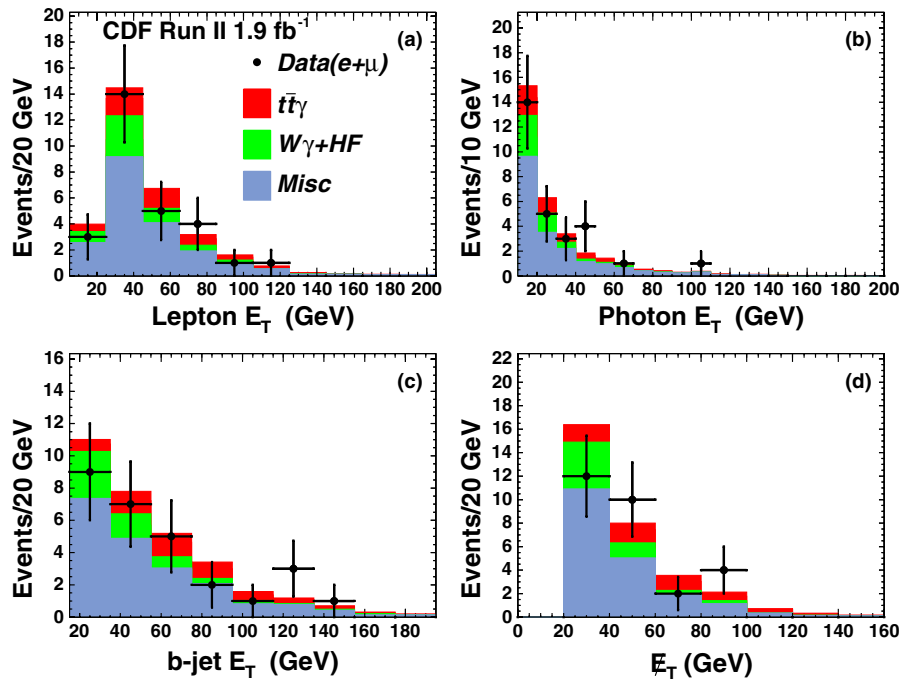 CDF Run II 1.9 fb⁻¹
(a)
Data(e+μ)
tt̄γ
Wγ+HF
Misc
Events/20 GeV
0 2 4 6 8 10 12 14 16 18 20
20 40 60 80 100 120 140 160 180 200
Lepton E_T (GeV)
(b)
Events/10 GeV
0 2 4 6 8 10 12 14 16 18 20
20 40 60 80 100 120 140 160 180 200
Photon E_T (GeV)
(c)
Events/20 GeV
0 2 4 6 8 10 12 14 16
20 40 60 80 100 120 140 160 180
b-jet E_T (GeV)
(d)
Events/20 GeV
0 2 4 6 8 10 12 14 16 18 20 22
0 20 40 60 80 100 120 140 160
E̸_T (GeV)